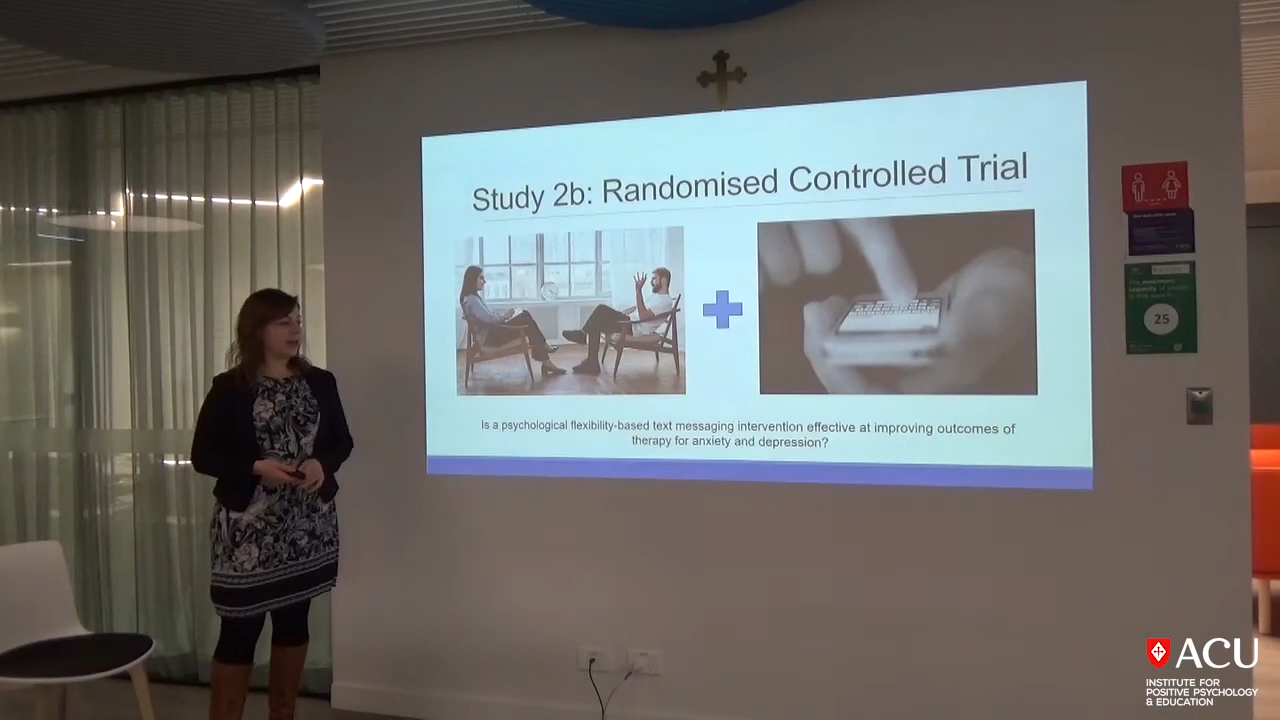 Study 2b: Randomised Controlled Trial
Is a psychological flexibility-based text messaging intervention effective at improving outcomes of
therapy for anxiety and depression?
25
ACU
INSTITUTE FOR
POSITIVE PSYCHOLOGY
& EDUCATION